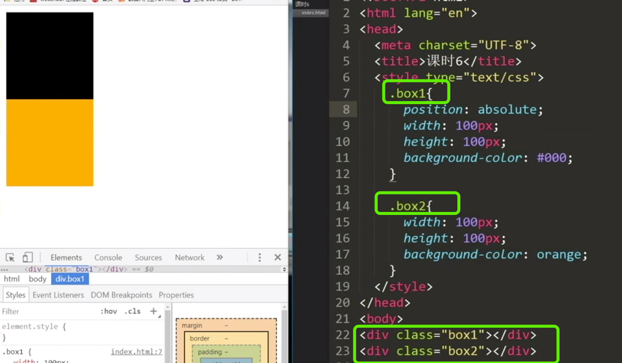 Elements Console Sources Network »
<div class="box1"></div> == $0
html body div.box1
Styles Event Listeners DOM Breakpoints Properties
Filter :hov .cls +
element.style {
}
.box1 { index.html:7
width: 100px;
margin -
border -
padding -
课时6
index.html
2 <html lang="en">
3 <head>
4 <meta charset="UTF-8">
5 <title>课时6</title>
6 <style type="text/css">
7 .box1{
8 position: absolute;
9 width: 100px;
10 height: 100px;
11 background-color: #000;
12 }
13
14 .box2{
15 width: 100px;
16 height: 100px;
17 background-color: orange;
18 }
19 </style>
20 </head>
21 <body>
22 <div class="box1"></div>
23 <div class="box2"></div>